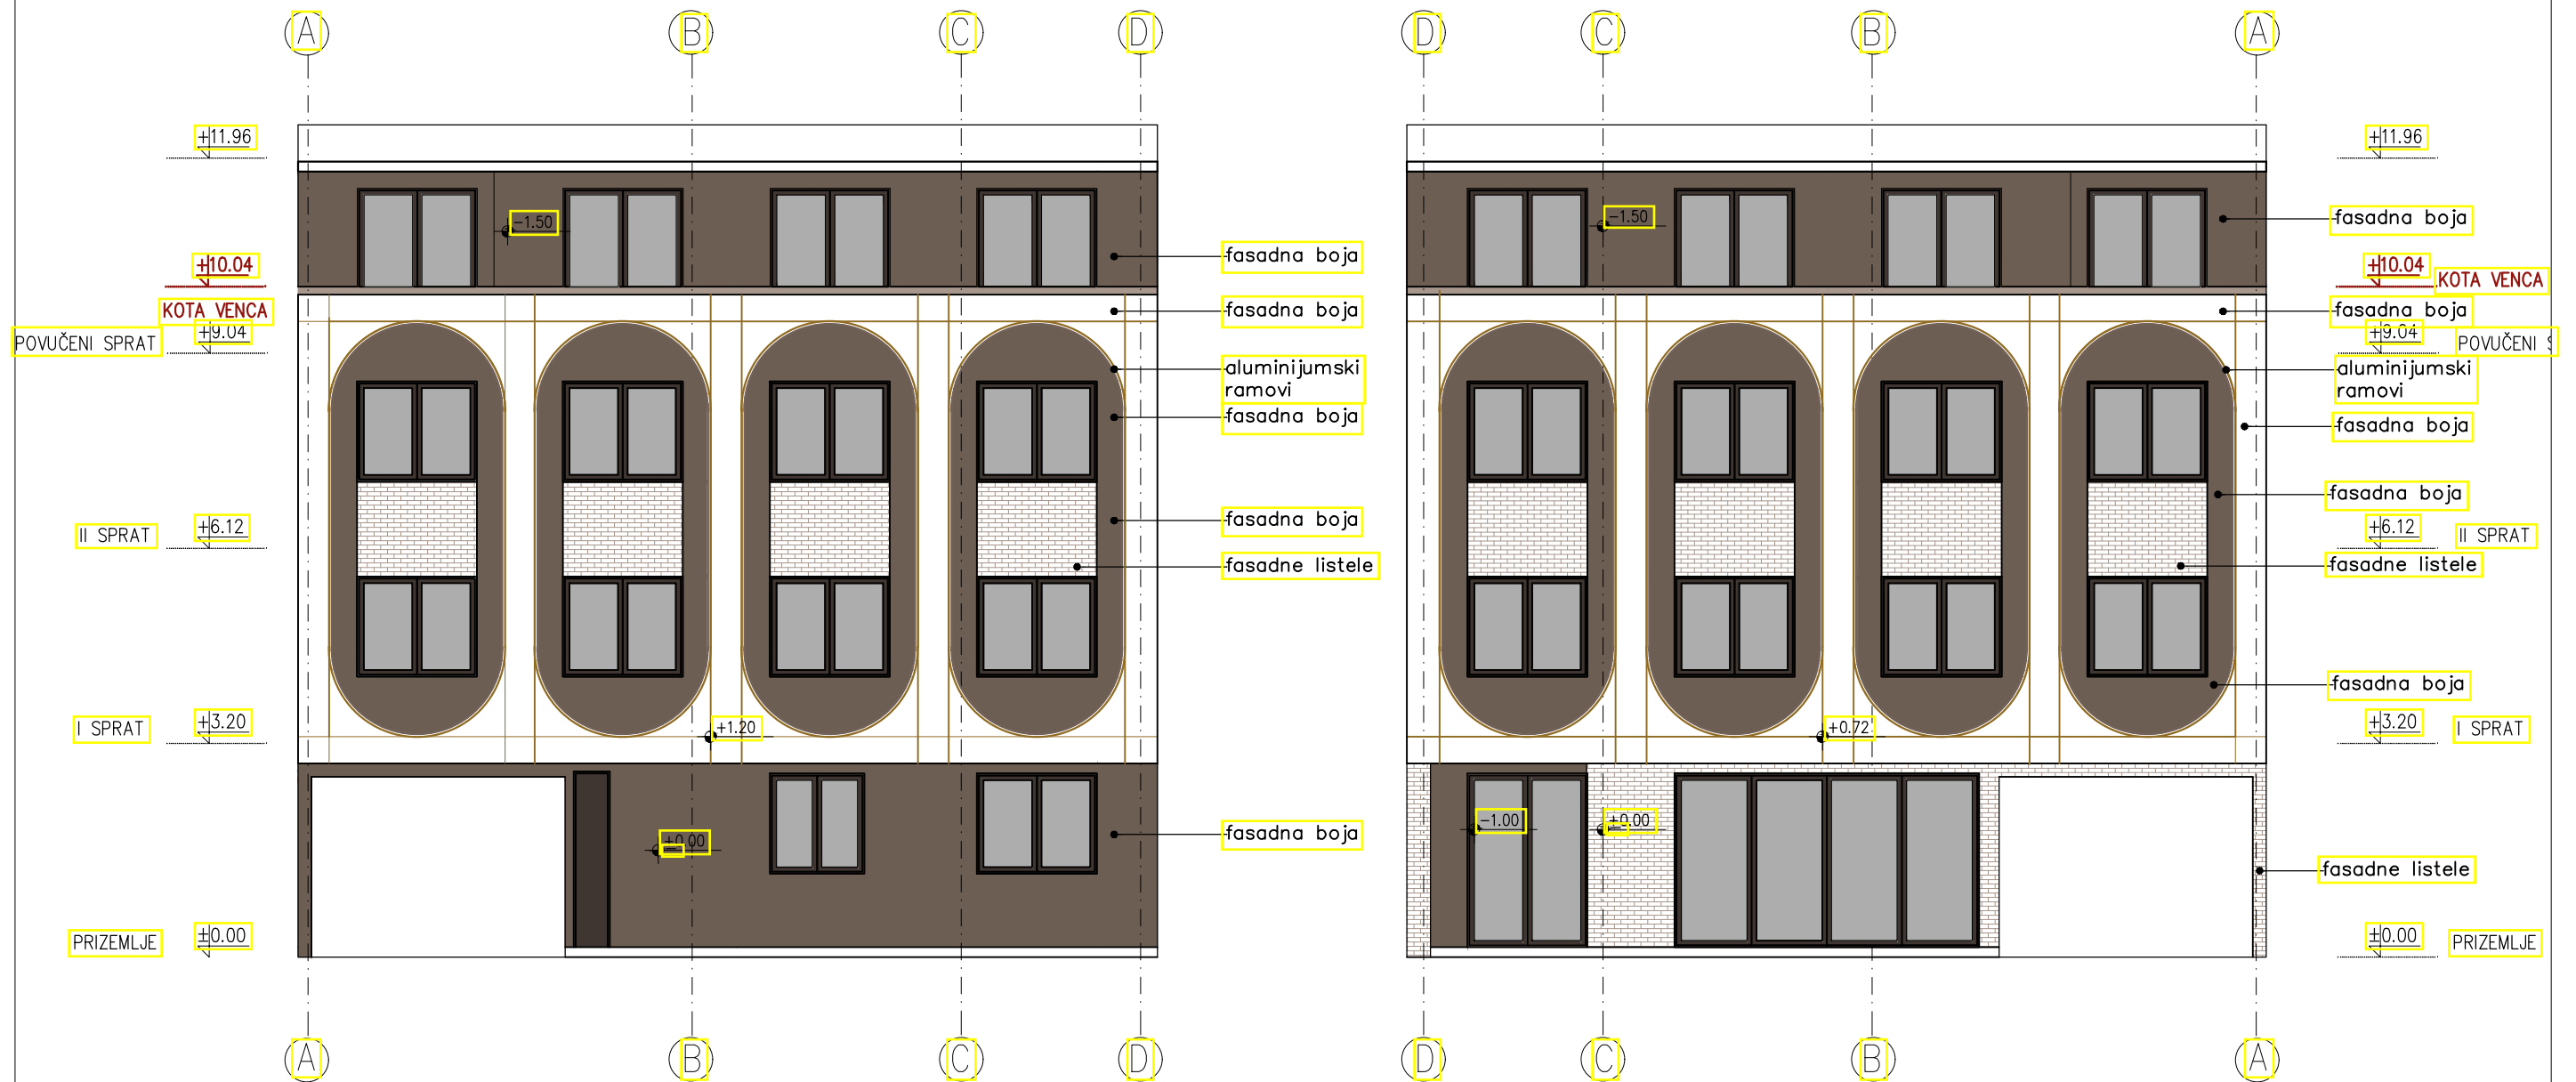 A B C D D C B A
+11.96
+11.96
-1.50
-1.50
fasadna boja
fasadna boja
+10.04
+10.04
KOTA VENCA
KOTA VENCA
fasadna boja
fasadna boja
+9.04
+9.04
POVUČENI SPRAT
POVUČENI
aluminijumski
ramovi
aluminijumski
ramovi
fasadna boja
fasadna boja
fasadna boja
fasadna boja
II SPRAT
+6.12
+6.12
II SPRAT
fasadne listele
fasadne listele
fasadna boja
I SPRAT
+3.20
+1.20
+0.72
+3.20
I SPRAT
±0.00
-1.00
±0.00
fasadna boja
fasadne listele
PRIZEMLJE
±0.00
±0.00
PRIZEMLJE
A B C D D C B A